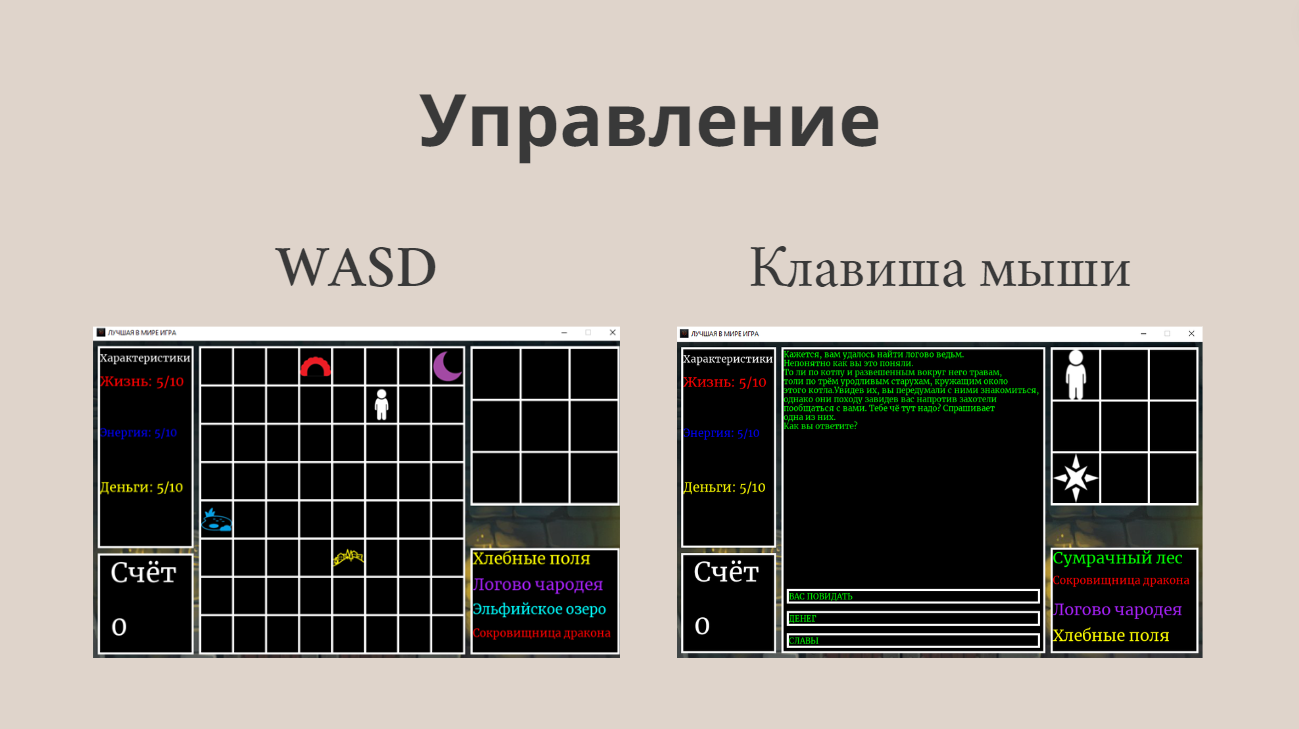 Управление
WASD
Клавиша мыши
ЛУЧШАЯ В МИРЕ ИГРА
Характеристики
Жизнь: 5/10
Энергия: 5/10
Деньги: 5/10
Счёт
0
Хлебные поля
Логово чародея
Эльфийское озеро
Сокровищница дракона
ЛУЧШАЯ В МИРЕ ИГРА
Характеристики
Жизнь: 5/10
Энергия: 5/10
Деньги: 5/10
Счёт
0
Кажется, вам удалось найти логово ведьм.
Непонятно как вы это поняли.
То ли по котлу и развешенным вокруг него травам,
толи по трём уродливым старухам, кружащим около
этого котла.Увидев их, вы передумали с ними знакомиться,
однако они походу завидев вас напротив захотели
пообщаться с вами. Тебе чё тут надо? Спрашивает
одна из них.
Как вы ответите?
ВАС ПОВИДАТЬ
ДЕНЕГ
СЛАВЫ
Сумрачный лес
Сокровищница дракона
Логово чародея
Хлебные поля